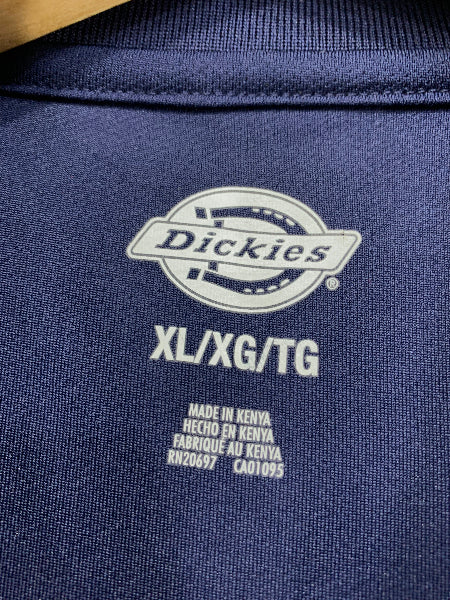 Dickies
®
XL/XG/TG
MADE IN KENYA
HECHO EN KENYA
FABRIQUÉ AU KENYA
RN20697 CA01095